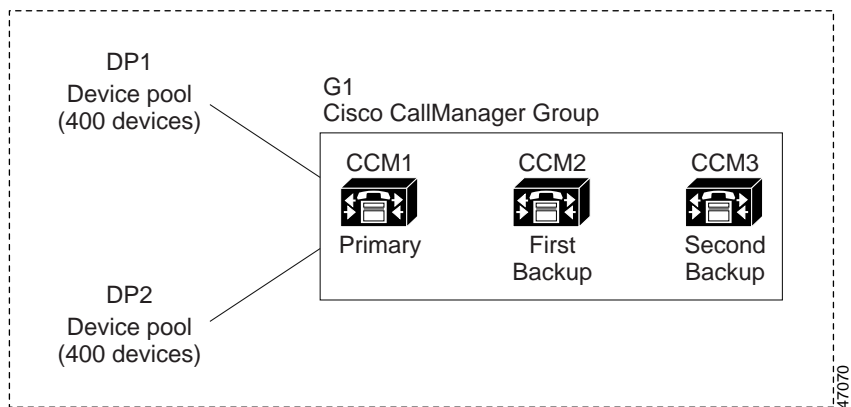 DP1
Device pool
(400 devices)
G1
Cisco CallManager Group
CCM1
Primary
CCM2
First
Backup
CCM3
Second
Backup
DP2
Device pool
(400 devices)
47070